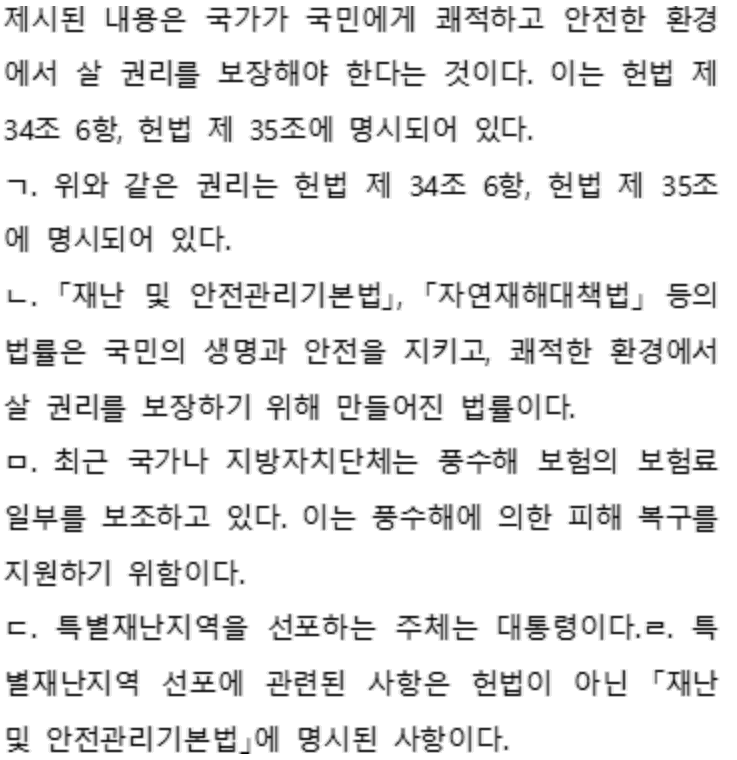 제시된 내용은 국가가 국민에게 쾌적하고 안전한 환경
에서 살 권리를 보장해야 한다는 것이다. 이는 헌법 제
34조 6항, 헌법 제 35조에 명시되어 있다.
ㄱ. 위와 같은 권리는 헌법 제 34조 6항, 헌법 제 35조
에 명시되어 있다.
ㄴ. 「재난 및 안전관리기본법」, 「자연재해대책법」 등의
법률은 국민의 생명과 안전을 지키고, 쾌적한 환경에서
살 권리를 보장하기 위해 만들어진 법률이다.
ㅁ. 최근 국가나 지방자치단체는 풍수해 보험의 보험료
일부를 보조하고 있다. 이는 풍수해에 의한 피해 복구를
지원하기 위함이다.
ㄷ. 특별재난지역을 선포하는 주체는 대통령이다.ㄹ. 특
별재난지역 선포에 관련된 사항은 헌법이 아닌 「재난
및 안전관리기본법」에 명시된 사항이다.